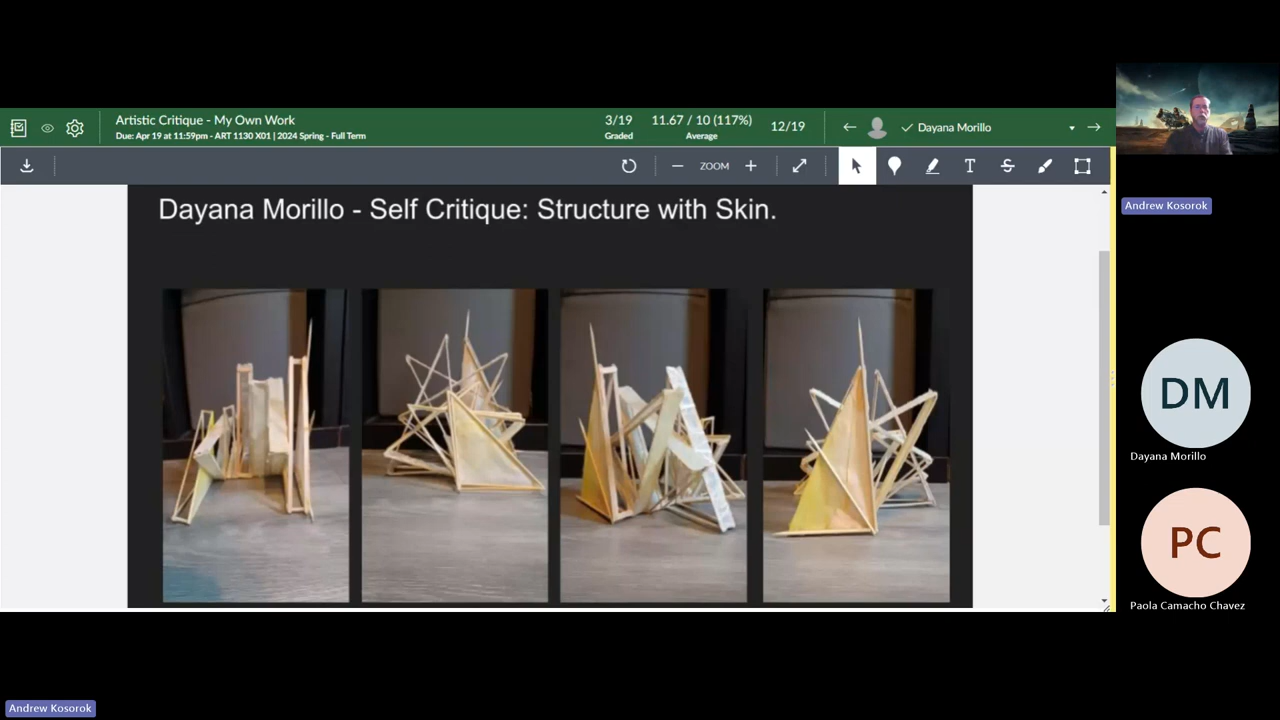 Artistic Critique - My Own Work
Due: Apr 19 at 11:59pm - ART 1130 X01 | 2024 Spring - Full Term
3/19
Graded
11.67 / 10 (117%)
Average
12/19
Dayana Morillo
ZOOM
T
S
Dayana Morillo - Self Critique: Structure with Skin.
Andrew Kosorok
DM
Dayana Morillo
PC
Paola Camacho Chavez
Andrew Kosorok